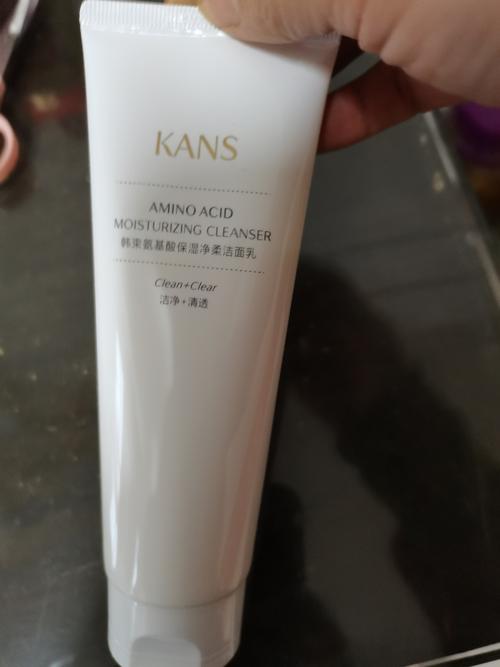 KANS
AMINO ACID
MOISTURIZING CLEANSER
韩束氨基酸保湿净柔洁面乳
Clean+Clear
洁净+清透